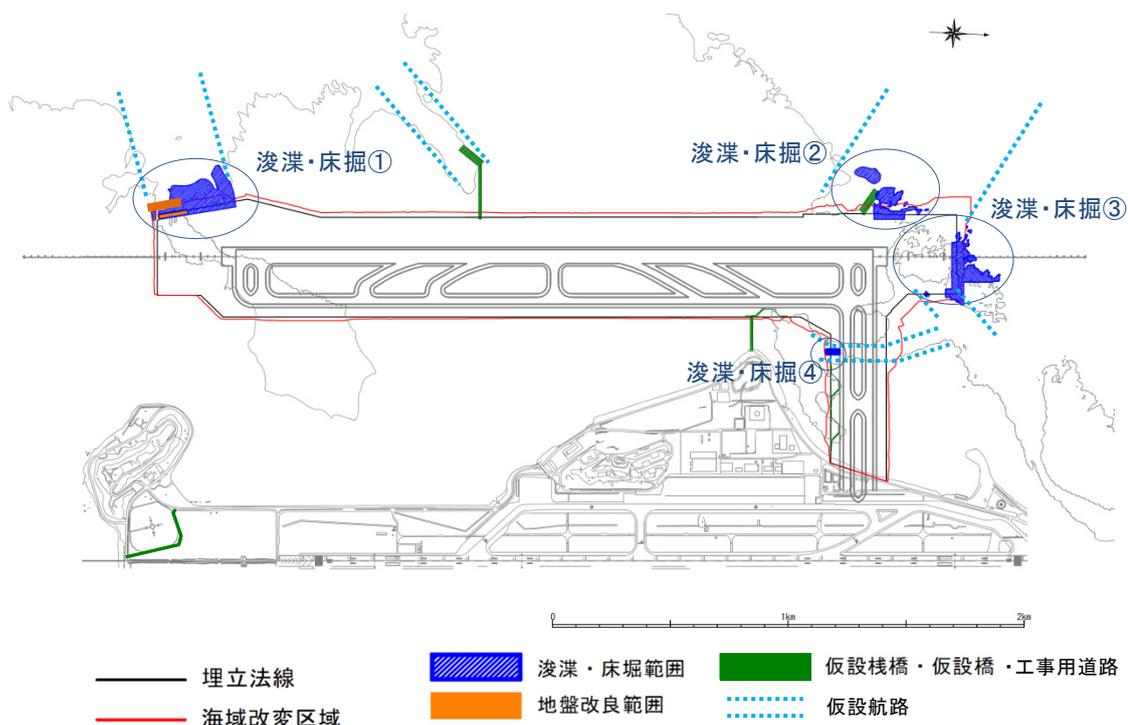 浚渫・床掘①
浚渫・床掘②
浚渫・床掘③
浚渫・床掘④
0 1km 2km
埋立法線
海域改変区域
浚渫・床堀範囲
地盤改良範囲
仮設桟橋・仮設橋・工事用道路
仮設航路